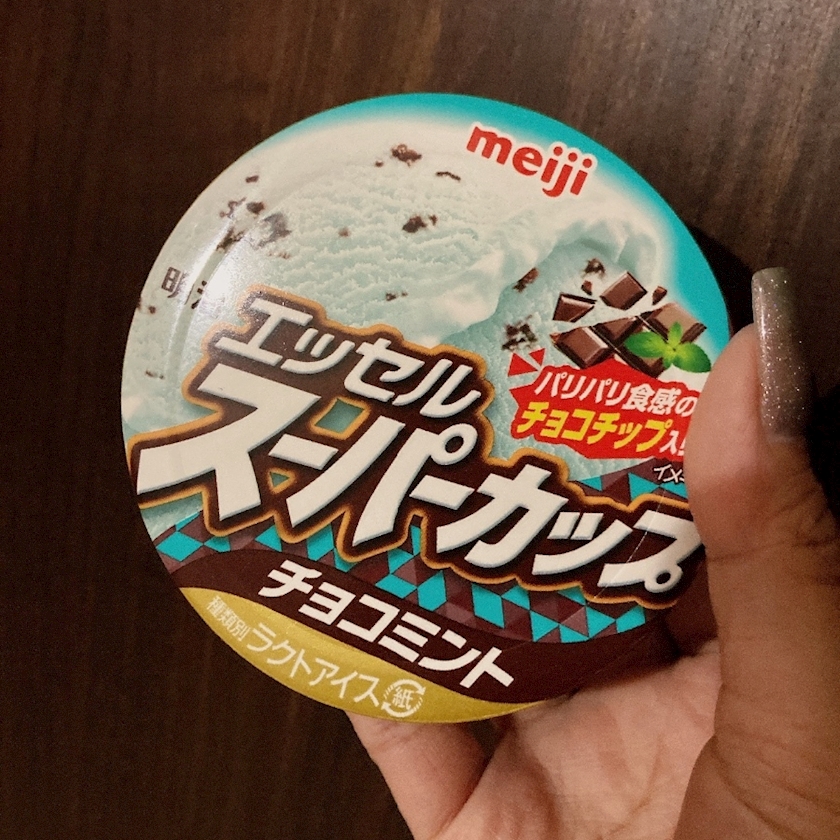 meiji
明治
エッセル
スーパーカップ
パリパリ食感の
チョコチップ入り
チョコミント
種類別 ラクトアイス
紙